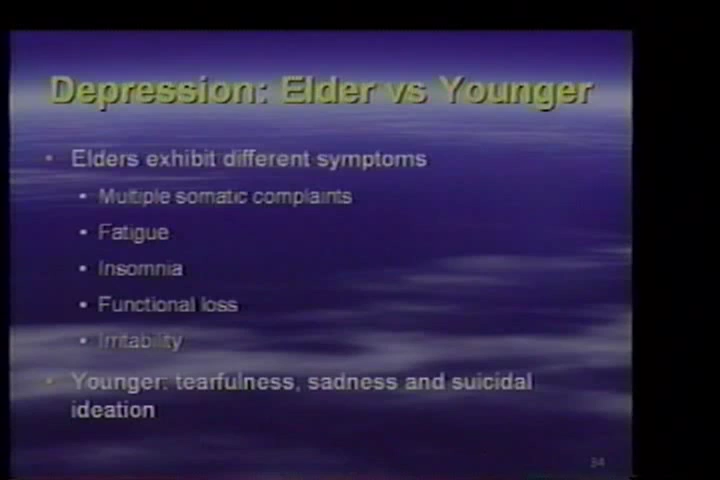 Depression: Elder vs Younger
• Elders exhibit different symptoms
• Multiple somatic complaints
• Fatigue
• Insomnia
• Functional loss
• Irritability
• Younger: tearfulness, sadness and suicidal
ideation
34